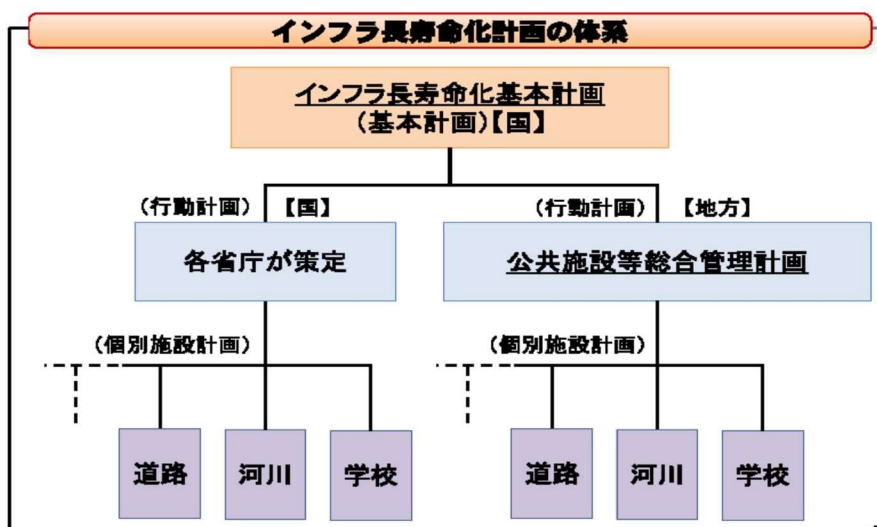 インフラ長寿命化計画の体系
インフラ長寿命化基本計画
(基本計画)【国】
(行動計画) 【国】
(行動計画) 【地方】
各省庁が策定
公共施設等総合管理計画
(個別施設計画)
(個別施設計画)
道路
河川
学校
道路
河川
学校